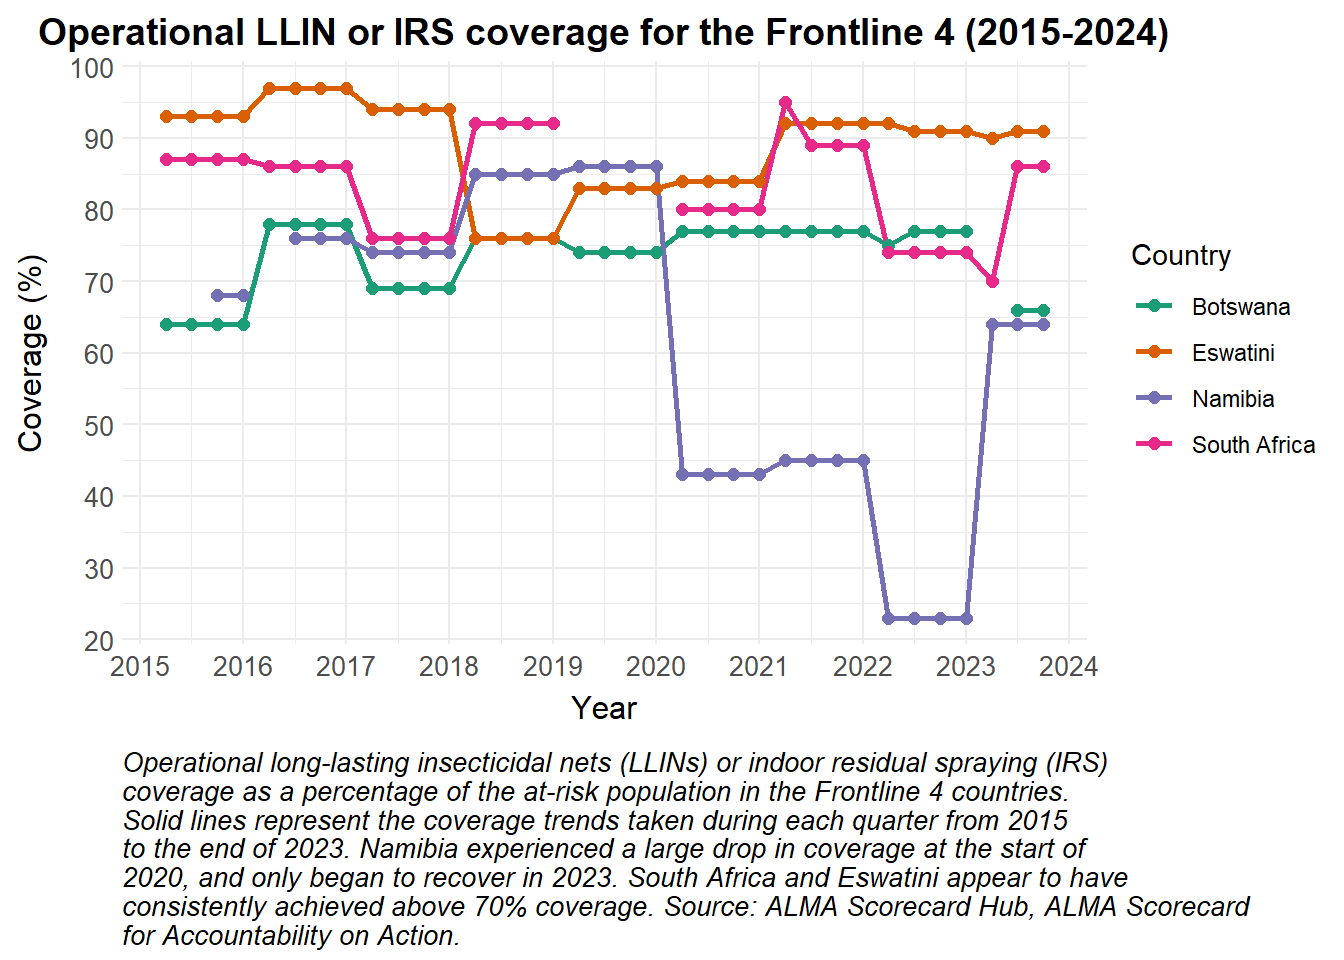 Operational LLIN or IRS coverage for the Frontline 4 (2015-2024)
100
90
80
70
60
50
40
30
20
Coverage (%)
2015 2016 2017 2018 2019 2020 2021 2022 2023 2024
Year
Country
Botswana
Eswatini
Namibia
South Africa
Operational long-lasting insecticidal nets (LLINs) or indoor residual spraying (IRS)
coverage as a percentage of the at-risk population in the Frontline 4 countries.
Solid lines represent the coverage trends taken during each quarter from 2015
to the end of 2023. Namibia experienced a large drop in coverage at the start of
2020, and only began to recover in 2023. South Africa and Eswatini appear to have
consistently achieved above 70% coverage. Source: ALMA Scorecard Hub, ALMA Scorecard
for Accountability on Action.